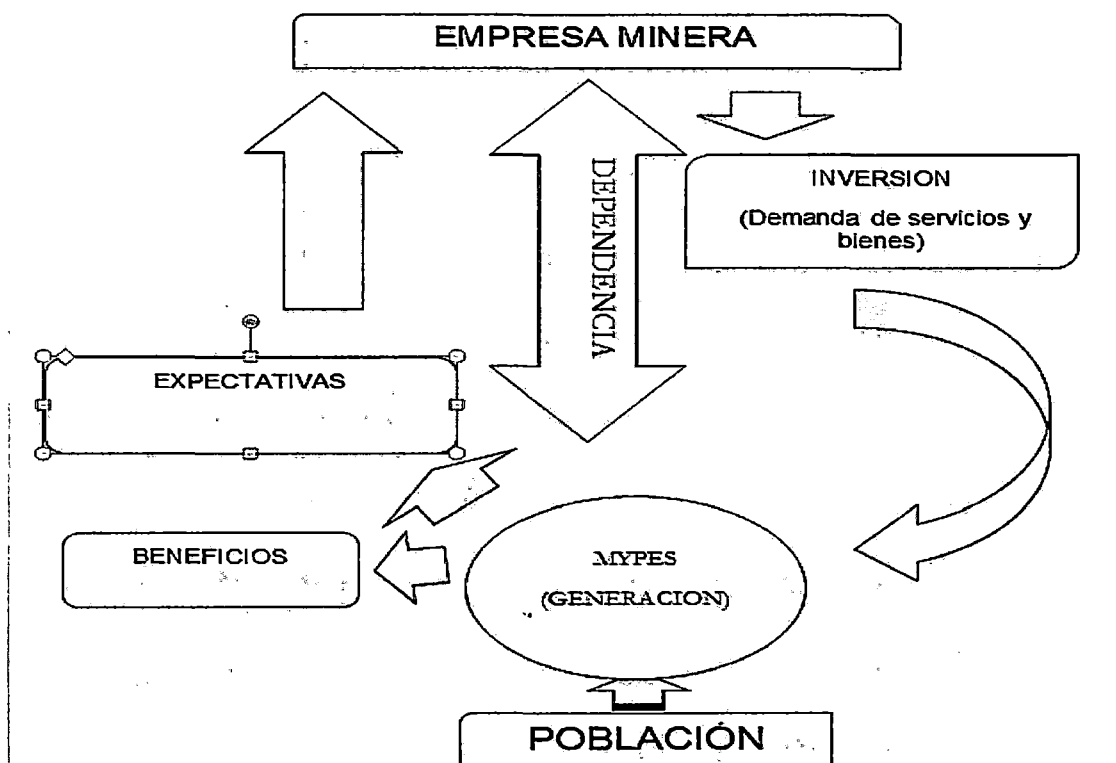 EMPRESA MINERA
DEPENDENCIA
INVERSION
(Demanda de servicios y
bienes)
EXPECTATIVAS
BENEFICIOS
MYPES
(GENERACION)
POBLACIÓN